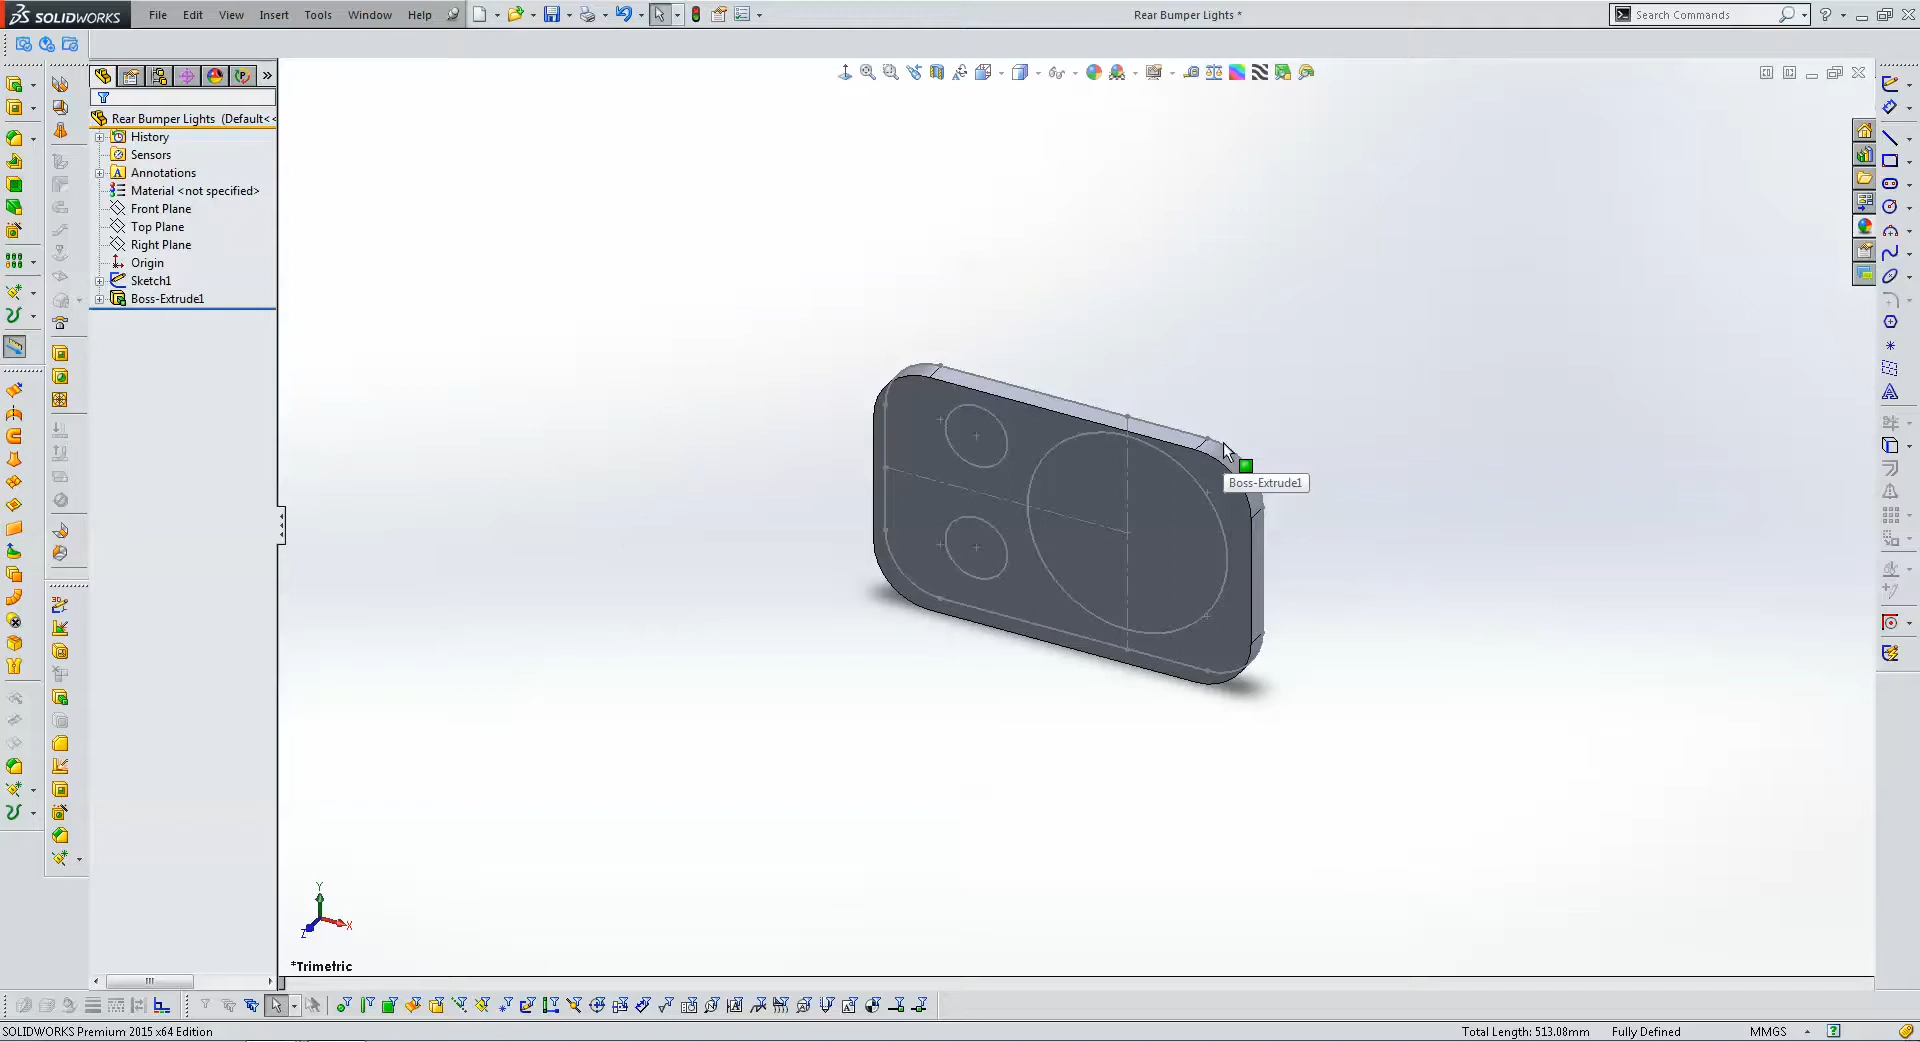 SOLIDWORKS File Edit View Insert Tools Window Help Rear Bumper Lights * Search Commands
Rear Bumper Lights (Default<<
History
Sensors
A Annotations
Material <not specified>
Front Plane
Top Plane
Right Plane
Origin
Sketch1
Boss-Extrude1
Boss-Extrude1
Y
X
Z
*Trimetric
SOLIDWORKS Premium 2015 x64 Edition Total Length: 513.08mm Fully Defined MMGS